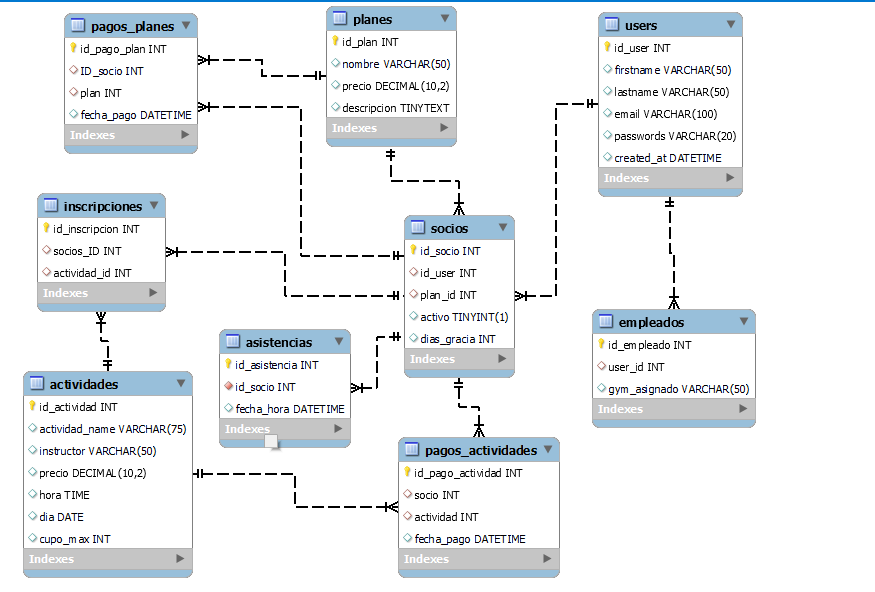 pagos_planes
id_pago_plan INT
ID_socio INT
plan INT
fecha_pago DATETIME
Indexes
planes
id_plan INT
nombre VARCHAR(50)
precio DECIMAL(10,2)
descripcion TINYTEXT
Indexes
users
id_user INT
firstname VARCHAR(50)
lastname VARCHAR(50)
email VARCHAR(100)
passwords VARCHAR(20)
created_at DATETIME
Indexes
inscripciones
id_inscripcion INT
socios_ID INT
actividad_id INT
Indexes
socios
id_socio INT
id_user INT
plan_id INT
activo TINYINT(1)
dias_gracia INT
Indexes
asistencias
id_asistencia INT
id_socio INT
fecha_hora DATETIME
Indexes
empleados
id_empleado INT
user_id INT
gym_asignado VARCHAR(50)
Indexes
actividades
id_actividad INT
actividad_name VARCHAR(75)
instructor VARCHAR(50)
precio DECIMAL(10,2)
hora TIME
dia DATE
cupo_max INT
Indexes
pagos_actividades
id_pago_actividad INT
socio INT
actividad INT
fecha_pago DATETIME
Indexes